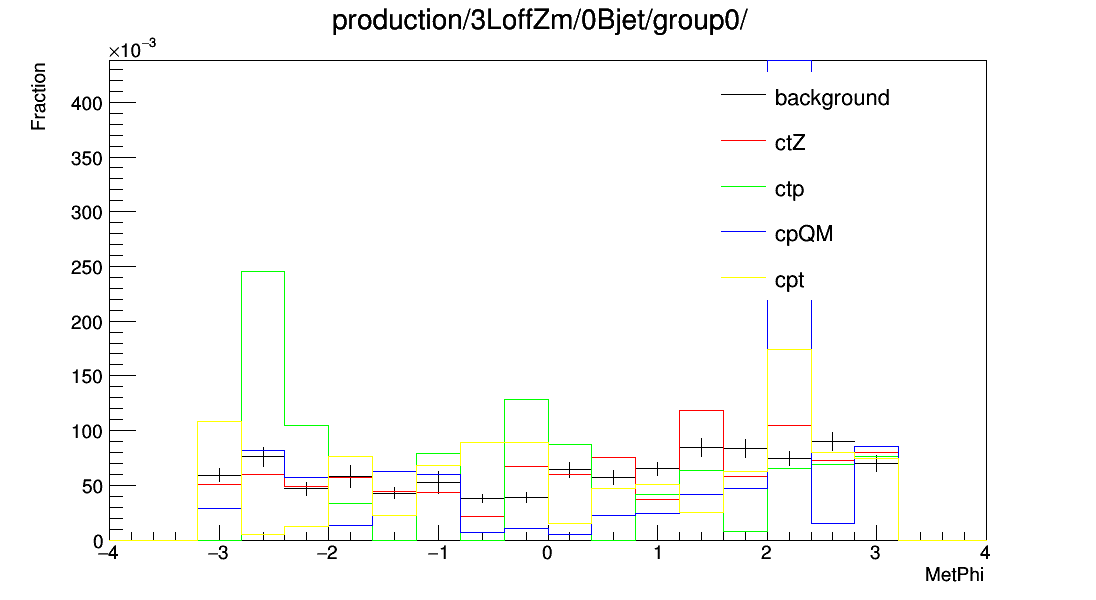 production/3LoffZm/0Bjet/group0/
×10−3
Fraction
400
350
300
250
200
150
100
50
0
background
ctZ
ctp
cpQM
cpt
−4 −3 −2 −1 0 1 2 3 4
MetPhi